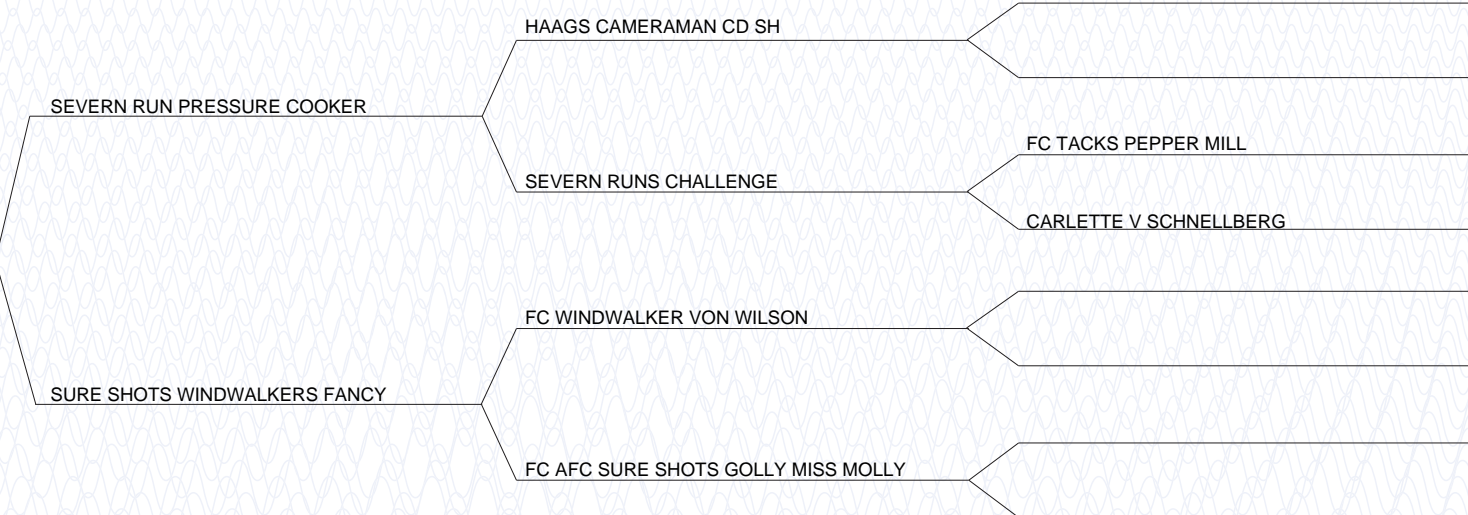 HAAGS CAMERAMAN CD SH
SEVERN RUN PRESSURE COOKER
FC TACKS PEPPER MILL
SEVERN RUNS CHALLENGE
CARLETTE V SCHNELLBERG
FC WINDWALKER VON WILSON
SURE SHOTS WINDWALKERS FANCY
FC AFC SURE SHOTS GOLLY MISS MOLLY